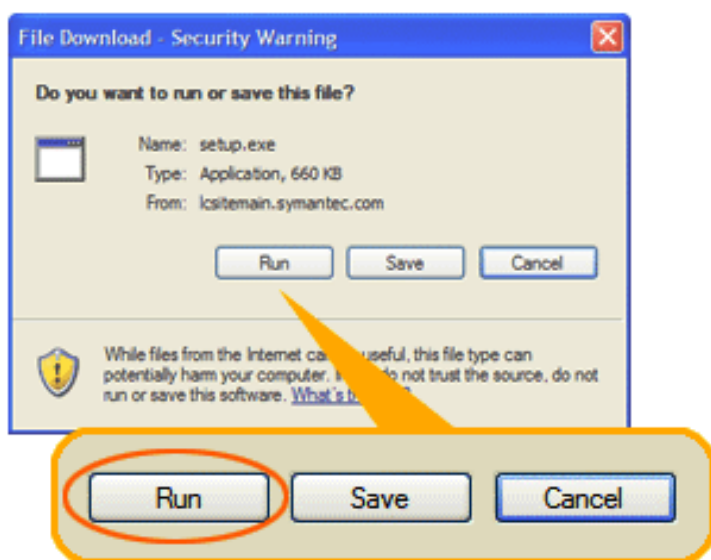 File Download - Security Warning
Do you want to run or save this file?
Name: setup.exe
Type: Application, 660 KB
From: lcsitemain.symantec.com
Run Save Cancel
While files from the Internet can useful, this file type can
potentially harm your computer. do not trust the source, do not
run or save this software. What's
Run Save Cancel